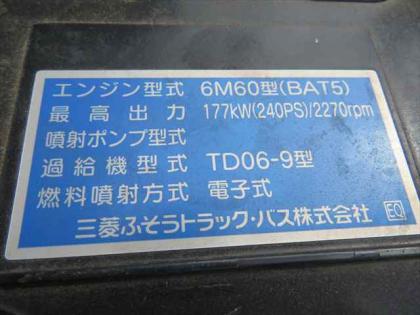 エンジン型式 6M60型(BAT5)
最高出力 177kW(240PS)/2270rpm
噴射ポンプ型式
過給機型式 TD06-9型
燃料噴射方式 電子式
三菱ふそうトラック・バス株式会社 EQ